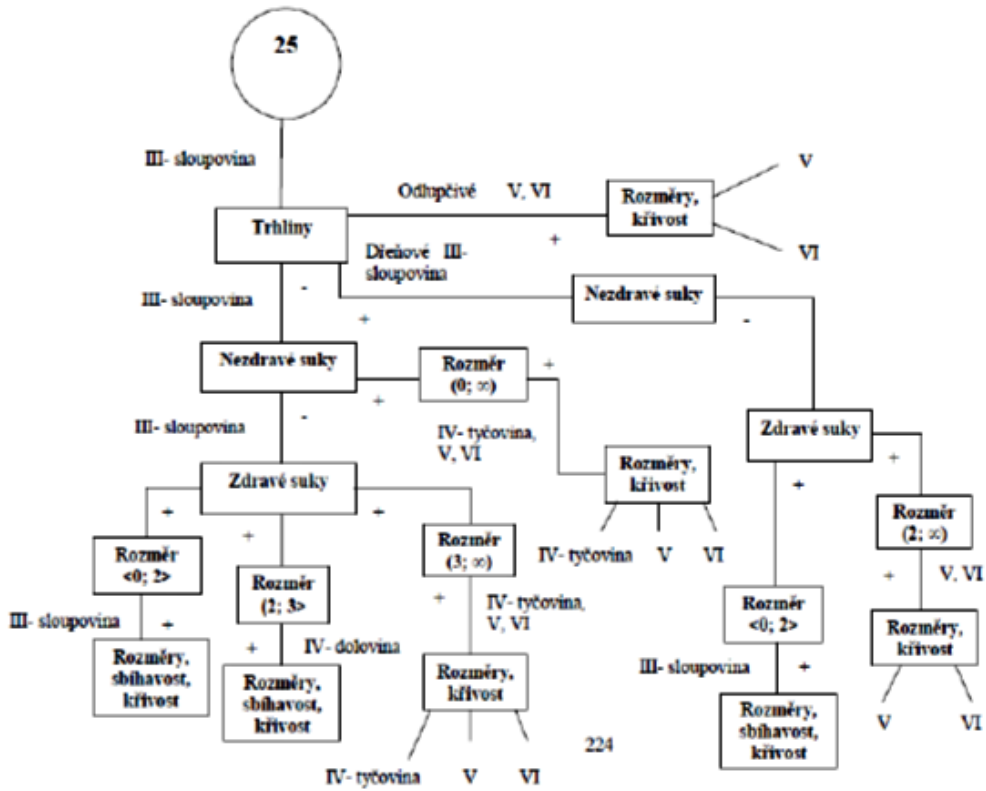 25
III- sloupovina
Trhliny
Odlupčivé V, VI
+
Rozměry,
křivost
V
VI
Dřeňové III-
sloupovina
+
Nezdravé suky
-
-
III- sloupovina
Nezdravé suky
+
Rozměr
(0; ∞)
+
IV- tyčovina,
V, VI
Rozměry,
křivost
IV- tyčovina V VI
-
III- sloupovina
Zdravé suky
+
Rozměr
<0; 2>
III- sloupovina +
Rozměry,
sbíhavost,
křivost
+
Rozměr
(2; 3>
+ IV- dolovina
Rozměry,
sbíhavost,
křivost
+
Rozměr
(3; ∞)
+ IV- tyčovina,
V, VI
Rozměry,
křivost
IV- tyčovina V VI
Zdravé suky
+
Rozměr
<0; 2>
III- sloupovina +
Rozměry,
sbíhavost,
křivost
+
Rozměr
(2; ∞)
+ V, VI
Rozměry,
křivost
V VI
224